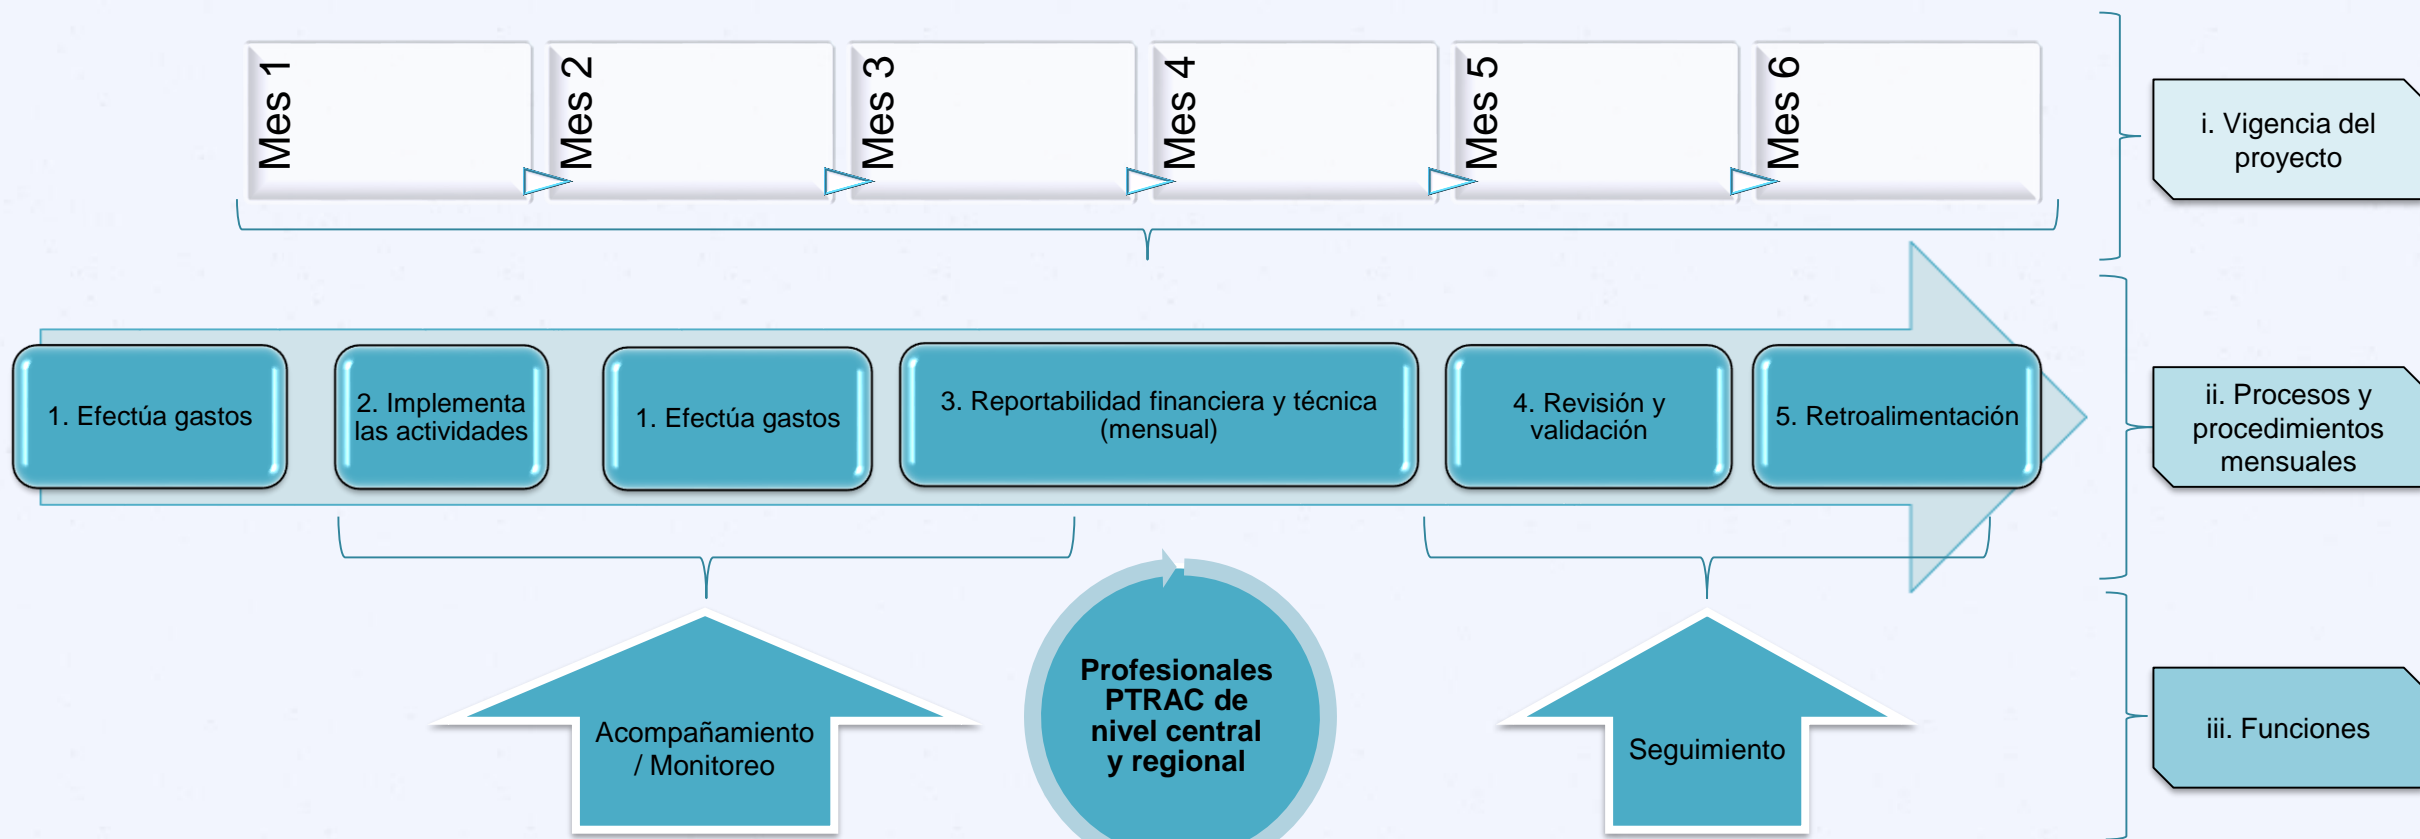 Mes 1
Mes 2
Mes 3
Mes 4
Mes 5
Mes 6
i. Vigencia del
proyecto
1. Efectúa gastos
2. Implementa
las actividades
1. Efectúa gastos
3. Reportabilidad financiera y técnica
(mensual)
4. Revisión y
validación
5. Retroalimentación
ii. Procesos y
procedimientos
mensuales
Acompañamiento
/ Monitoreo
Profesionales
PTRAC de
nivel central
y regional
Seguimiento
iii. Funciones